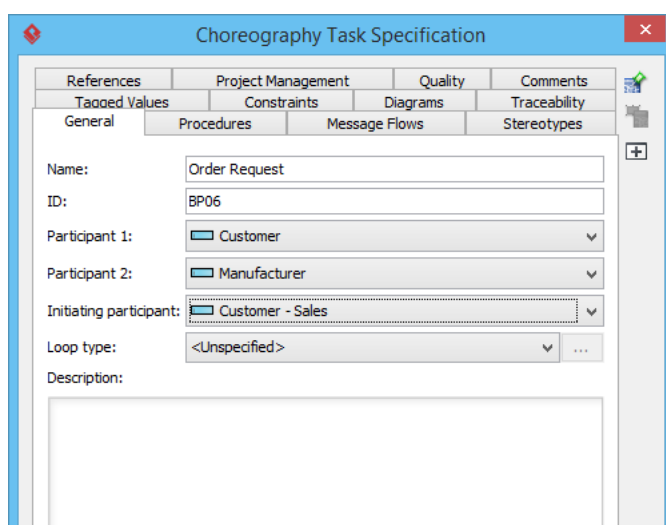 Choreography Task Specification
References Project Management Quality Comments
Tagged Values Constraints Diagrams Traceability
General Procedures Message Flows Stereotypes
Name: Order Request
ID: BP06
Participant 1: Customer
Participant 2: Manufacturer
Initiating participant: Customer - Sales
Loop type: <Unspecified> ...
Description: